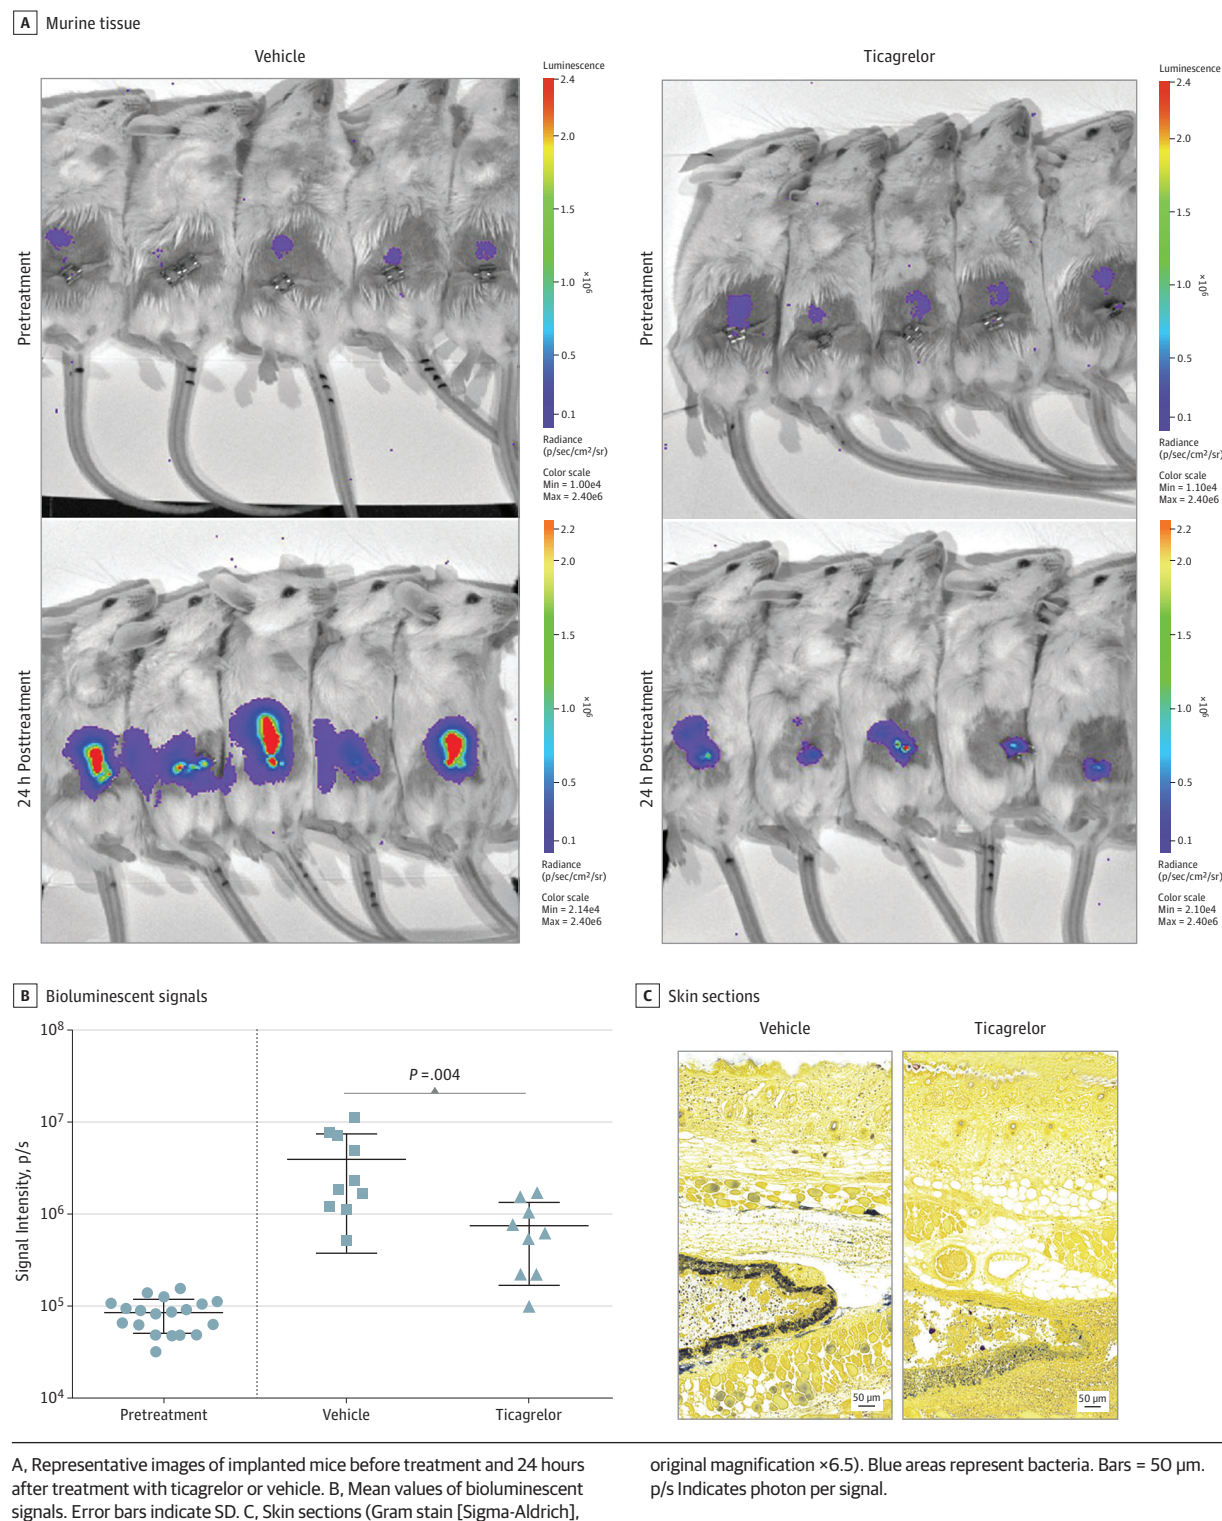 A Murine tissue
Vehicle
Ticagrelor
Pretreatment
Luminescence
2.4
2.0
1.5
1.0
×10⁶
0.5
0.1
Radiance
(p/sec/cm²/sr)
Color scale
Min = 1.00e4
Max = 2.40e6
Pretreatment
Luminescence
2.4
2.0
1.5
1.0
×10⁶
0.5
0.1
Radiance
(p/sec/cm²/sr)
Color scale
Min = 1.10e4
Max = 2.40e6
24 h Posttreatment
2.2
2.0
1.5
1.0
×10⁶
0.5
0.1
Radiance
(p/sec/cm²/sr)
Color scale
Min = 2.14e4
Max = 2.40e6
24 h Posttreatment
2.2
2.0
1.5
1.0
×10⁶
0.5
0.1
Radiance
(p/sec/cm²/sr)
Color scale
Min = 2.10e4
Max = 2.40e6
B Bioluminescent signals
Signal Intensity, p/s
10⁸
10⁷
10⁶
10⁵
10⁴
P = .004
Pretreatment
Vehicle
Ticagrelor
C Skin sections
Vehicle
Ticagrelor
50 µm
50 µm
A, Representative images of implanted mice before treatment and 24 hours
after treatment with ticagrelor or vehicle. B, Mean values of bioluminescent
signals. Error bars indicate SD. C, Skin sections (Gram stain [Sigma-Aldrich],
original magnification ×6.5). Blue areas represent bacteria. Bars = 50 µm.
p/s Indicates photon per signal.